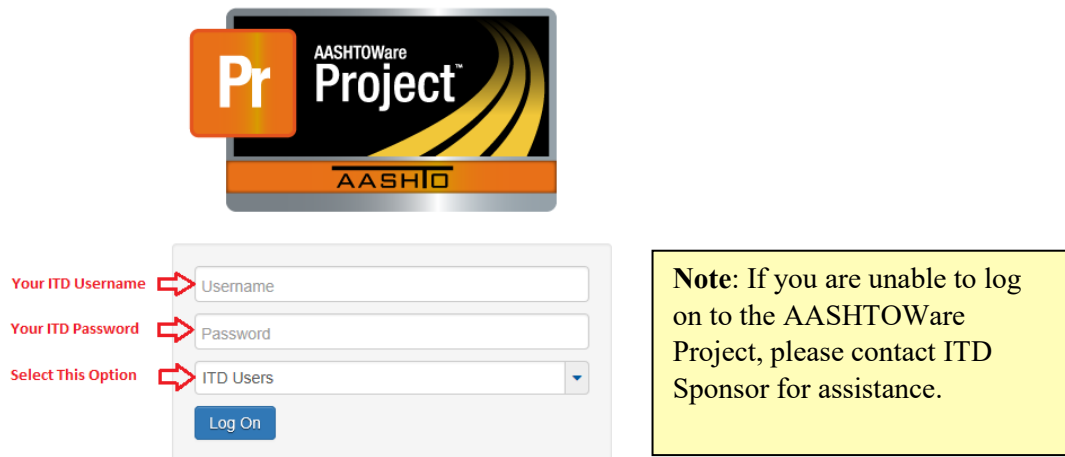 Pr
AASHTOWare
Project™
AASHTO
Your ITD Username
Username
Your ITD Password
Password
Select This Option
ITD Users
Log On
Note: If you are unable to log
on to the AASHTOWare
Project, please contact ITD
Sponsor for assistance.